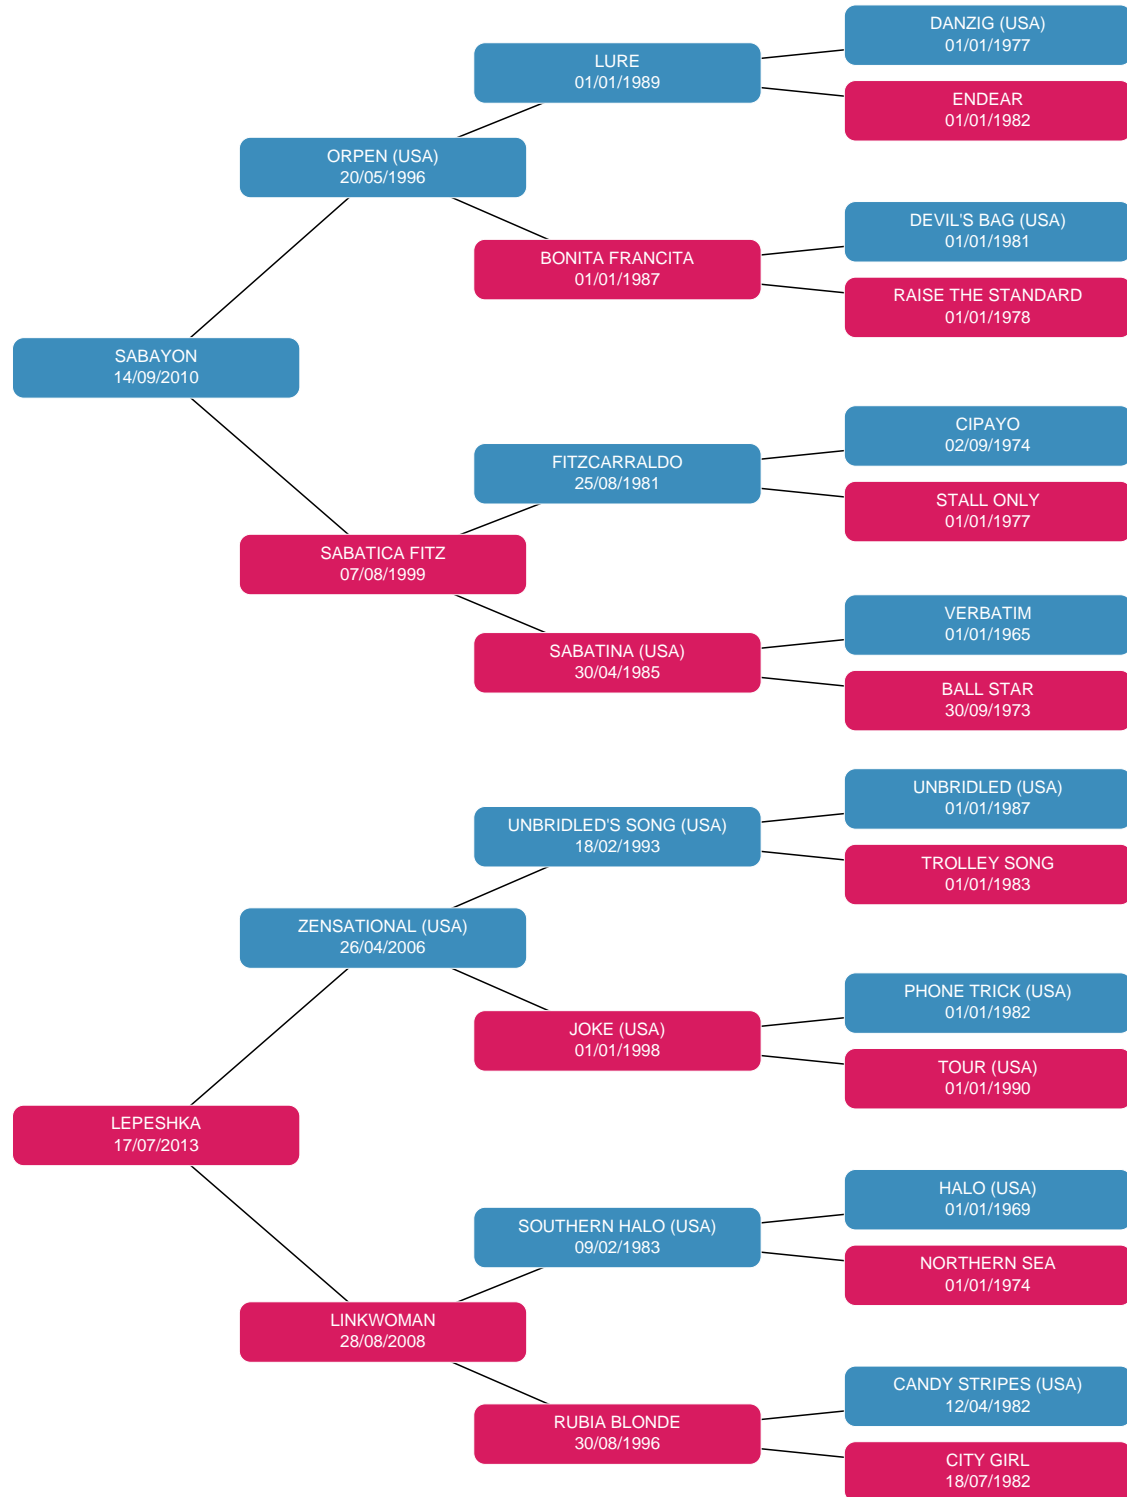 DANZIG (USA)
01/01/1977
LURE
01/01/1989
ENDEAR
01/01/1982
ORPEN (USA)
20/05/1996
DEVIL'S BAG (USA)
01/01/1981
BONITA FRANCITA
01/01/1987
RAISE THE STANDARD
01/01/1978
SABAYON
14/09/2010
CIPAYO
02/09/1974
FITZCARRALDO
25/08/1981
STALL ONLY
01/01/1977
SABATICA FITZ
07/08/1999
VERBATIM
01/01/1965
SABATINA (USA)
30/04/1985
BALL STAR
30/09/1973
UNBRIDLED (USA)
01/01/1987
UNBRIDLED'S SONG (USA)
18/02/1993
TROLLEY SONG
01/01/1983
ZENSATIONAL (USA)
26/04/2006
PHONE TRICK (USA)
01/01/1982
JOKE (USA)
01/01/1998
TOUR (USA)
01/01/1990
LEPESHKA
17/07/2013
HALO (USA)
01/01/1969
SOUTHERN HALO (USA)
09/02/1983
NORTHERN SEA
01/01/1974
LINKWOMAN
28/08/2008
CANDY STRIPES (USA)
12/04/1982
RUBIA BLONDE
30/08/1996
CITY GIRL
18/07/1982